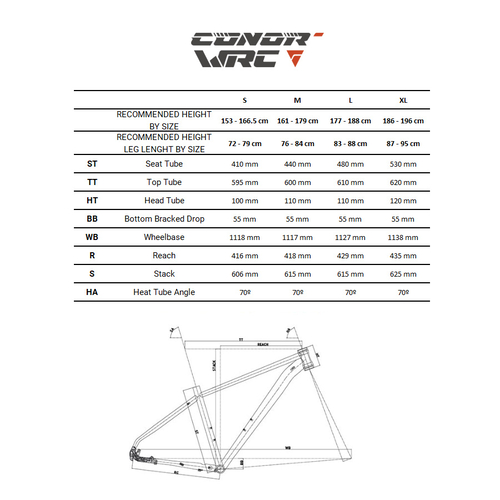 CONOR
WRC
S M L XL
RECOMMENDED HEIGHT
BY SIZE 153 - 166.5 cm 161 - 179 cm 177 - 188 cm 186 - 196 cm
RECOMMENDED HEIGHT
LEG LENGHT BY SIZE 72 - 79 cm 76 - 84 cm 83 - 88 cm 87 - 95 cm
ST Seat Tube 410 mm 440 mm 480 mm 530 mm
TT Top Tube 595 mm 600 mm 610 mm 620 mm
HT Head Tube 100 mm 110 mm 110 mm 120 mm
BB Bottom Bracked Drop 55 mm 55 mm 55 mm 55 mm
WB Wheelbase 1118 mm 1117 mm 1127 mm 1138 mm
R Reach 416 mm 418 mm 429 mm 435 mm
S Stack 606 mm 615 mm 615 mm 625 mm
HA Heat Tube Angle 70º 70º 70º 70º
TT
REACH
STACK
HT
ST
WB
BB